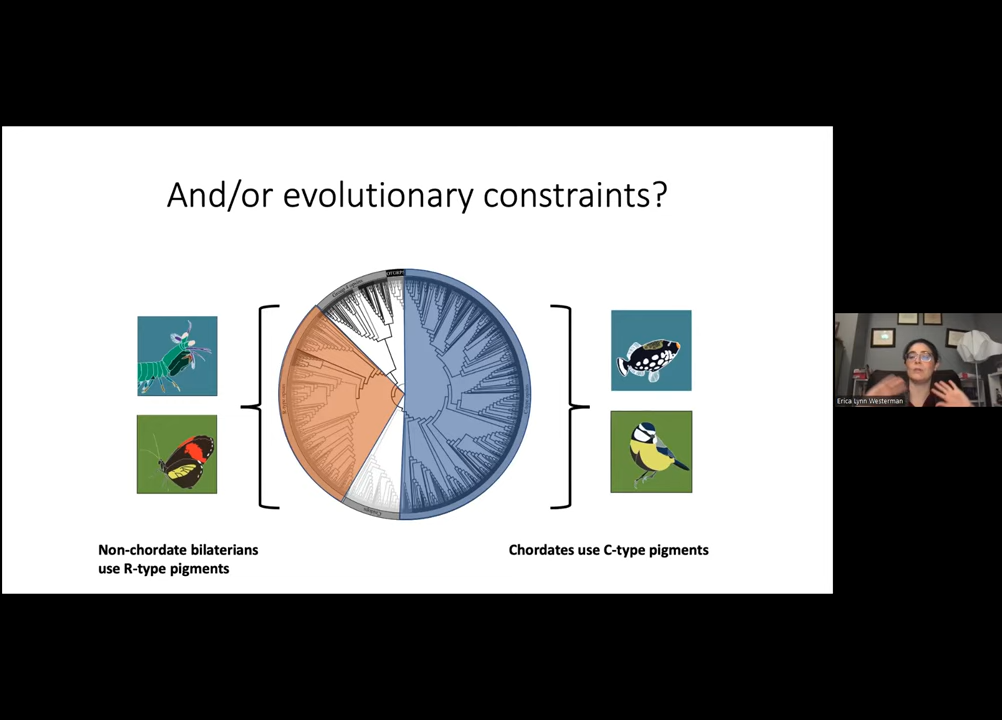 And/or evolutionary constraints?
Non-chordate bilaterians
use R-type pigments
Chordates use C-type pigments
Erica Lynn Westerman